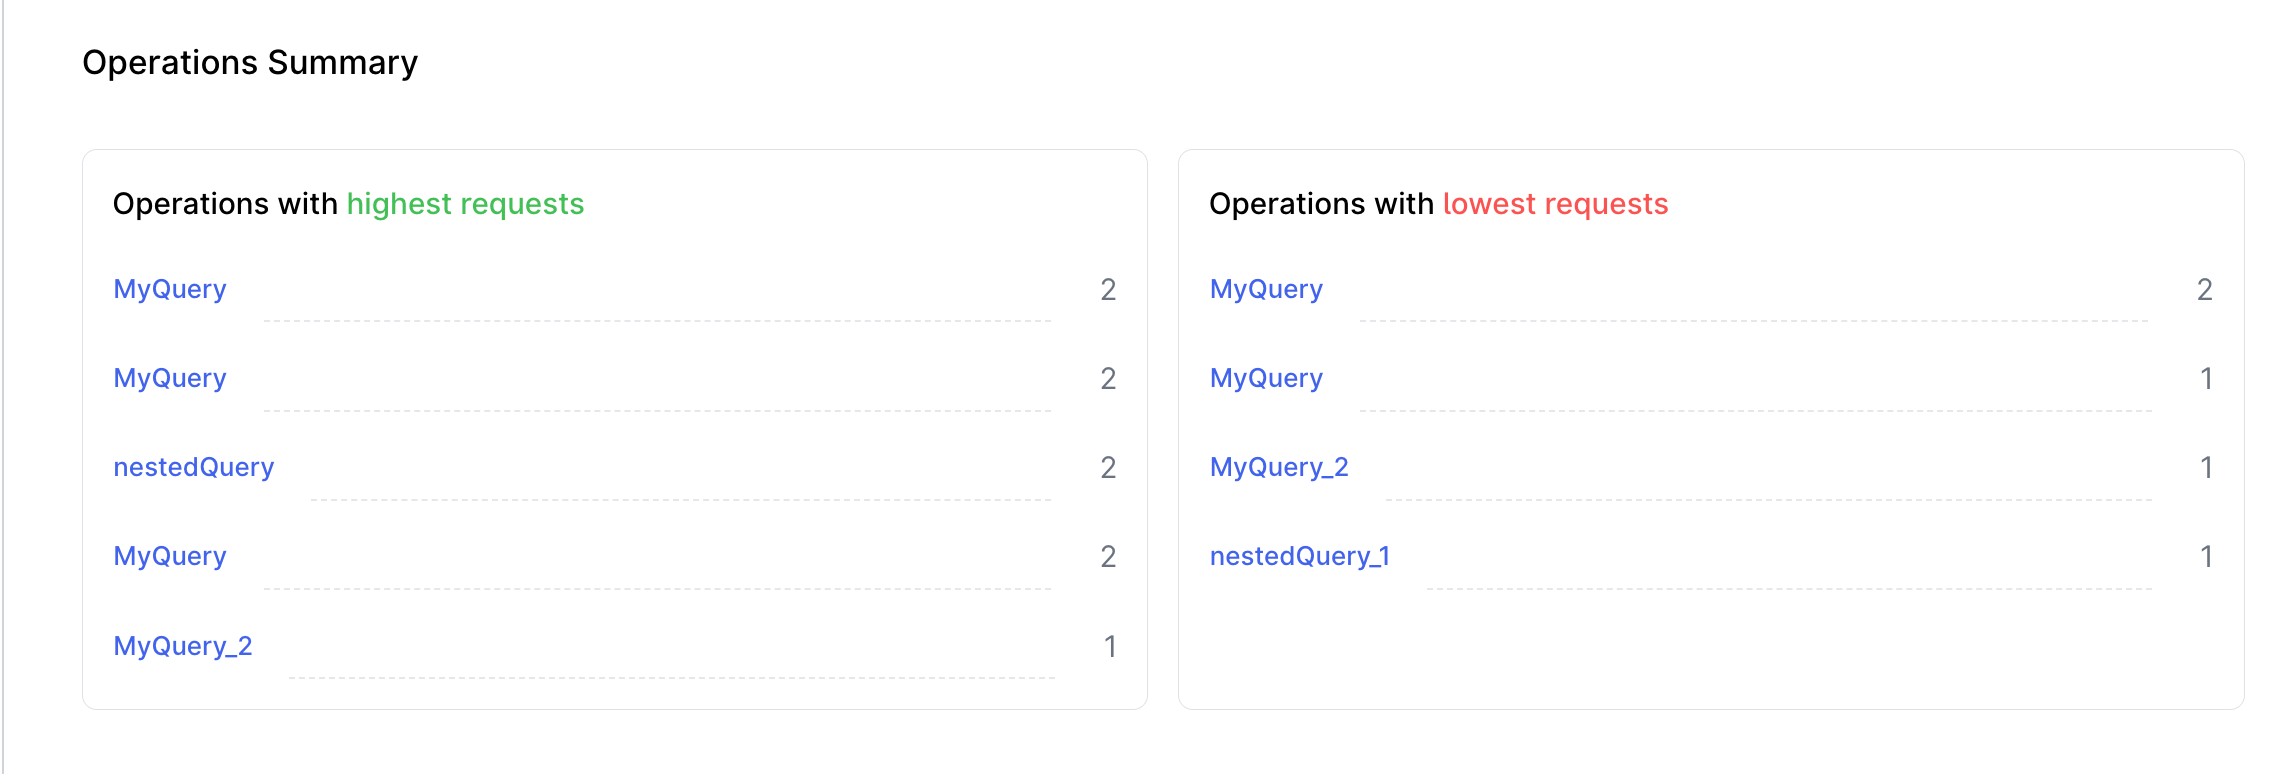 Operations Summary
Operations with highest requests
MyQuery 2
MyQuery 2
nestedQuery 2
MyQuery 2
MyQuery_2 1
Operations with lowest requests
MyQuery 2
MyQuery 1
MyQuery_2 1
nestedQuery_1 1